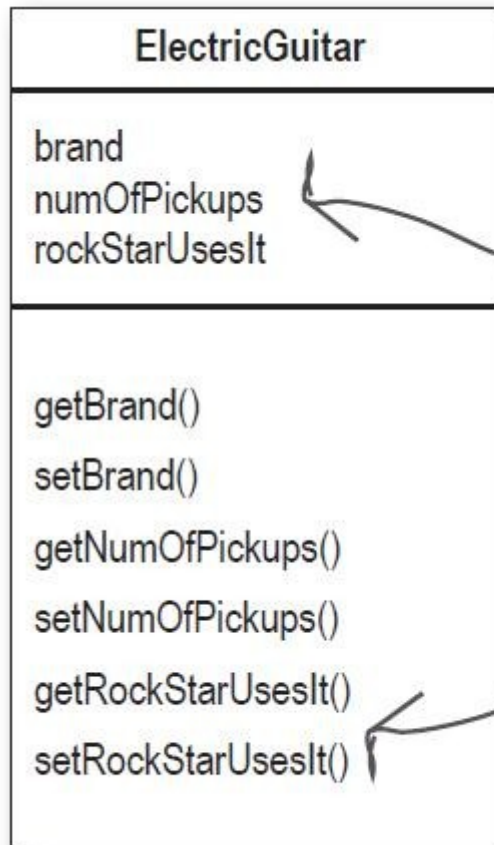 ElectricGuitar
brand
numOfPickups
rockStarUsesIt
getBrand()
setBrand()
getNumOfPickups()
setNumOfPickups()
getRockStarUsesIt()
setRockStarUsesIt()